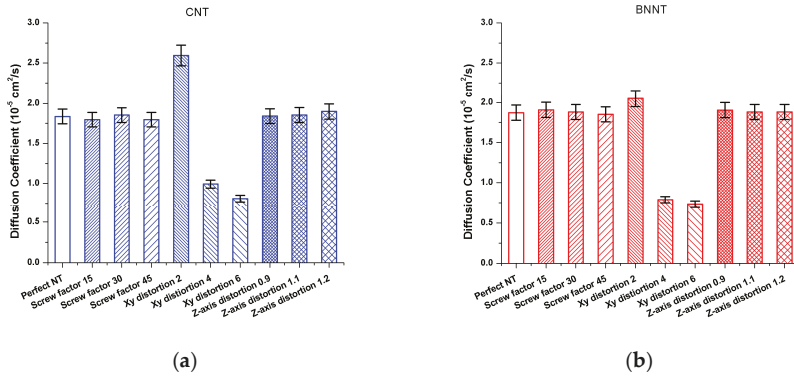 CNT
Diffusion Coefficient (10⁻⁵ cm²/s)
3.0
2.5
2.0
1.5
1.0
0.5
0.0
Perfect NT
Screw factor 15
Screw factor 30
Screw factor 45
Xy distortion 2
Xy distiortion 4
Xy distortion 6
Z-axis distortion 0.9
Z-axis distortion 1.1
Z-axis distortion 1.2
(a)
BNNT
Diffusion Coefficient (10⁻⁵ cm²/s)
3.0
2.5
2.0
1.5
1.0
0.5
0.0
Perfect NT
Screw factor 15
Screw factor 30
Screw factor 45
Xy distortion 2
Xy distiortion 4
Xy distortion 6
Z-axis distortion 0.9
Z-axis distortion 1.1
Z-axis distortion 1.2
(b)